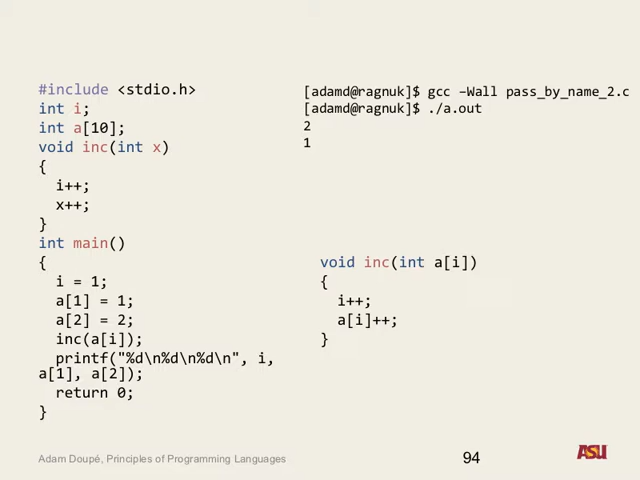 #include <stdio.h>
int i;
int a[10];
void inc(int x)
{
  i++;
  x++;
}
int main()
{
  i = 1;
  a[1] = 1;
  a[2] = 2;
  inc(a[i]);
  printf("%d\n%d\n%d\n", i,
a[1], a[2]);
  return 0;
}
[adamd@ragnuk]$ gcc –Wall pass_by_name_2.c
[adamd@ragnuk]$ ./a.out
2
1
void inc(int a[i])
{
  i++;
  a[i]++;
}
Adam Doupé, Principles of Programming Languages
94
ASU